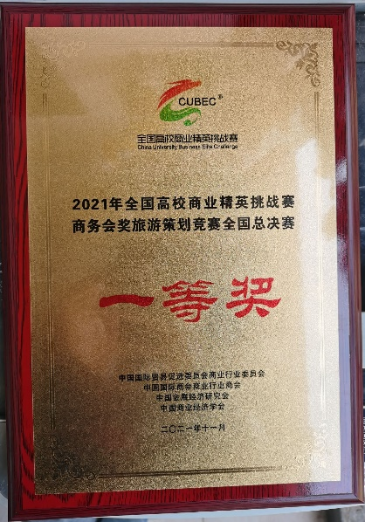 CUBEC®
全国高校商业精英挑战赛
China University Business Elite Challenge
2021年全国高校商业精英挑战赛
商务会奖旅游策划竞赛全国总决赛
一等奖
中国国际贸易促进委员会商业行业委员会
中国国际商会商业行业商会
中国贸易经济研究会
中国商业经济学会
二〇二一年十一月